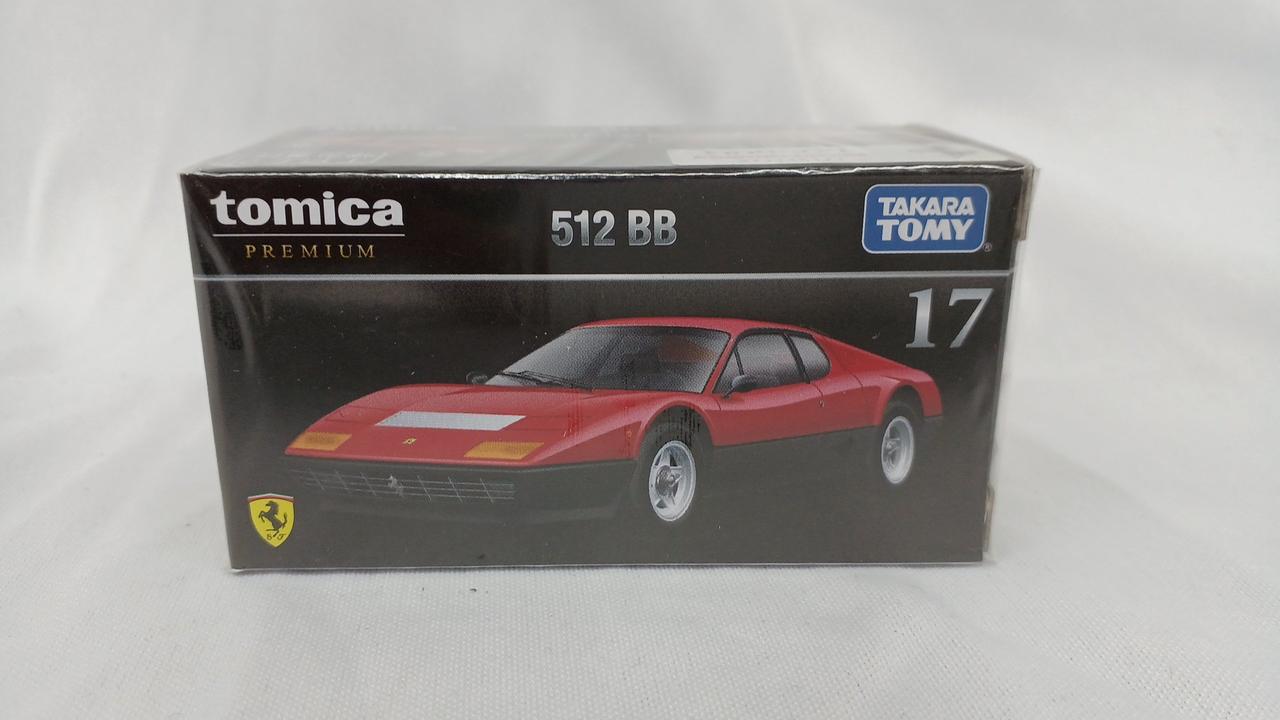 tomica
PREMIUM
512 BB
TAKARA
TOMY
17